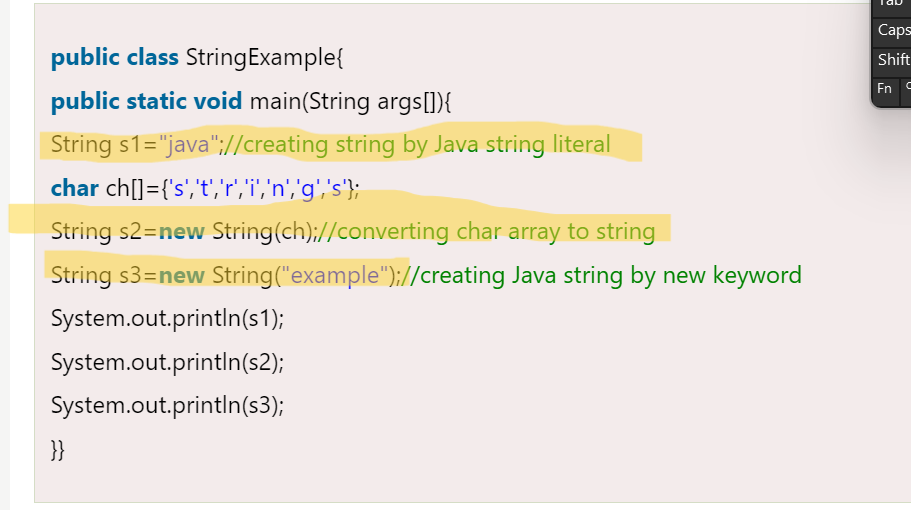 public class StringExample{
public static void main(String args[]){
String s1="java";//creating string by Java string literal
char ch[]={'s','t','r','i','n','g','s'};
String s2=new String(ch);//converting char array to string
String s3=new String("example");//creating Java string by new keyword
System.out.println(s1);
System.out.println(s2);
System.out.println(s3);
}}
Tab
Caps
Shift
Fn